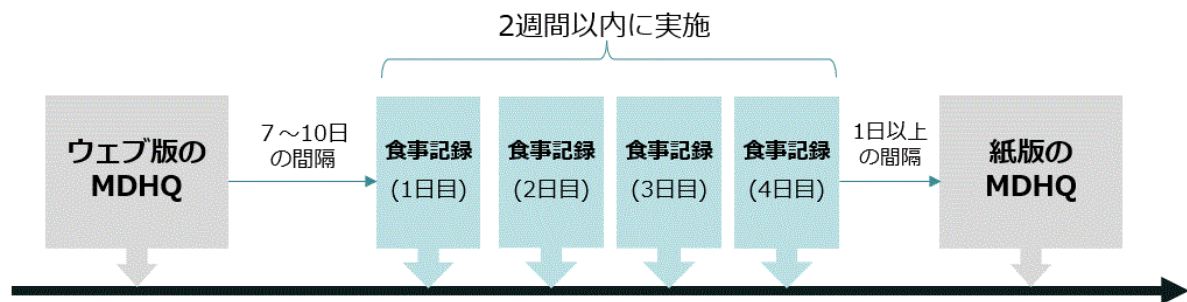 2週間以内に実施
ウェブ版の
MDHQ
7～10日
の間隔
食事記録
(1日目)
食事記録
(2日目)
食事記録
(3日目)
食事記録
(4日目)
1日以上
の間隔
紙版の
MDHQ